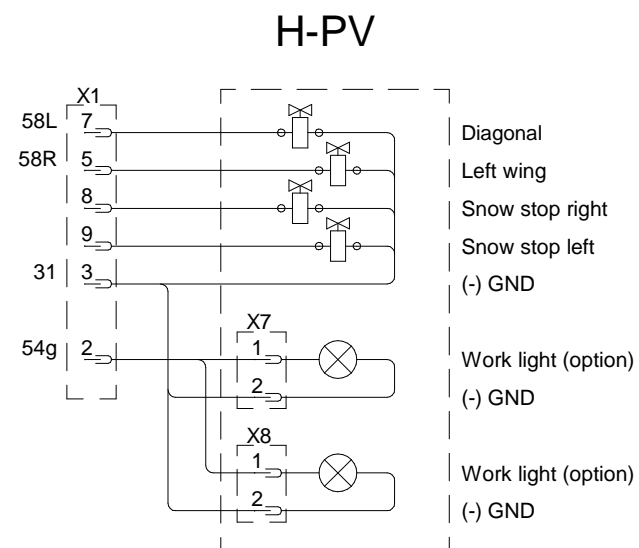 H-PV
X1
58L 7 Diagonal
58R 5 Left wing
8 Snow stop right
9 Snow stop left
31 3 (-) GND
X7
54g 2 1 Work light (option)
2 (-) GND
X8
1 Work light (option)
2 (-) GND